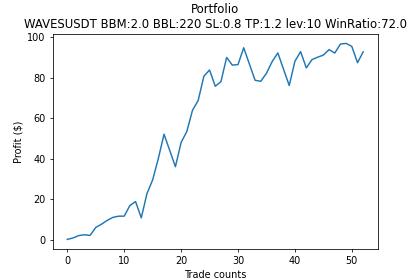 Portfolio
WAVESUSDT BBM:2.0 BBL:220 SL:0.8 TP:1.2 lev:10 WinRatio:72.0
100
80
60
40
20
0
Profit ($)
0 10 20 30 40 50
Trade counts